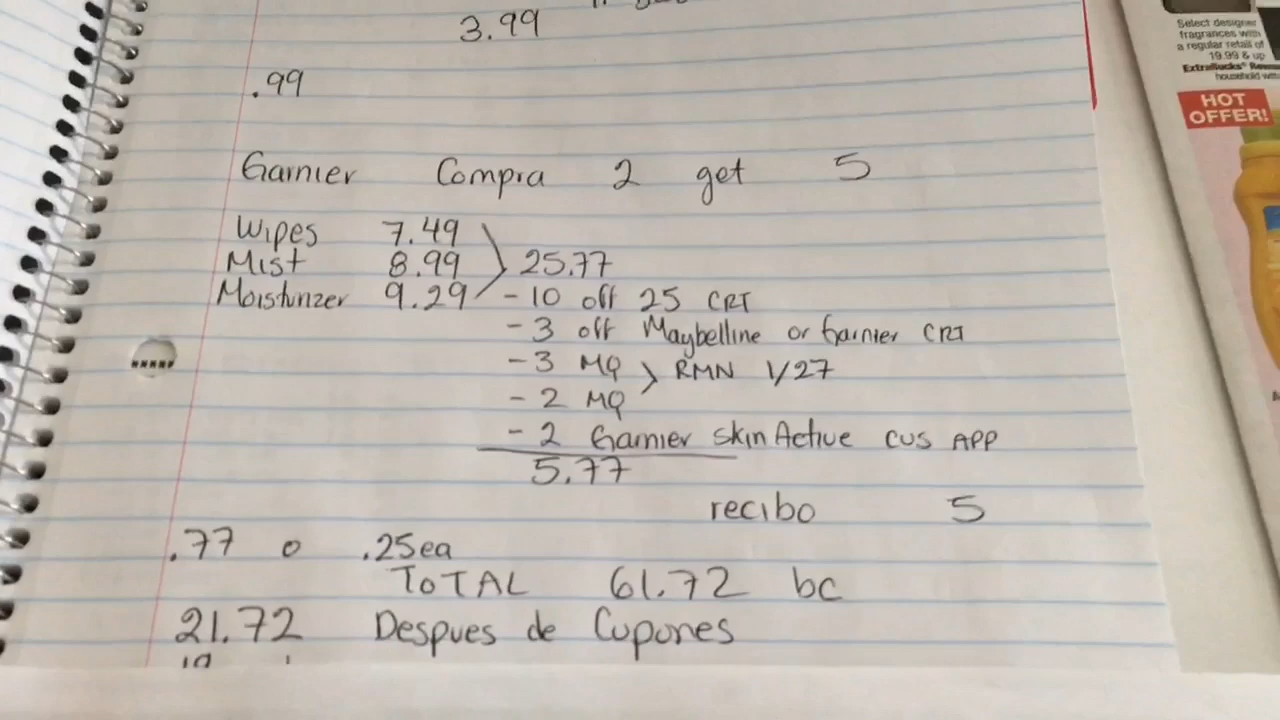 3.99
.99
Garnier Compra 2 get 5
Wipes 7.49
Mist 8.99 > 25.77
Moisturizer 9.29 - 10 off 25 CRT
- 3 off Maybelline or Garnier CRT
- 3 MQ > RMN 1/27
- 2 MQ
- 2 Garnier SkinActive CVS APP
5.77
recibo 5
.77 o .25ea
ToTAL 61.72 bc
21.72 Despues de Cupones
Select designer
fragrances with
a regular retail of
19.99 & up
ExtraBucks®
household
HOT
OFFER!